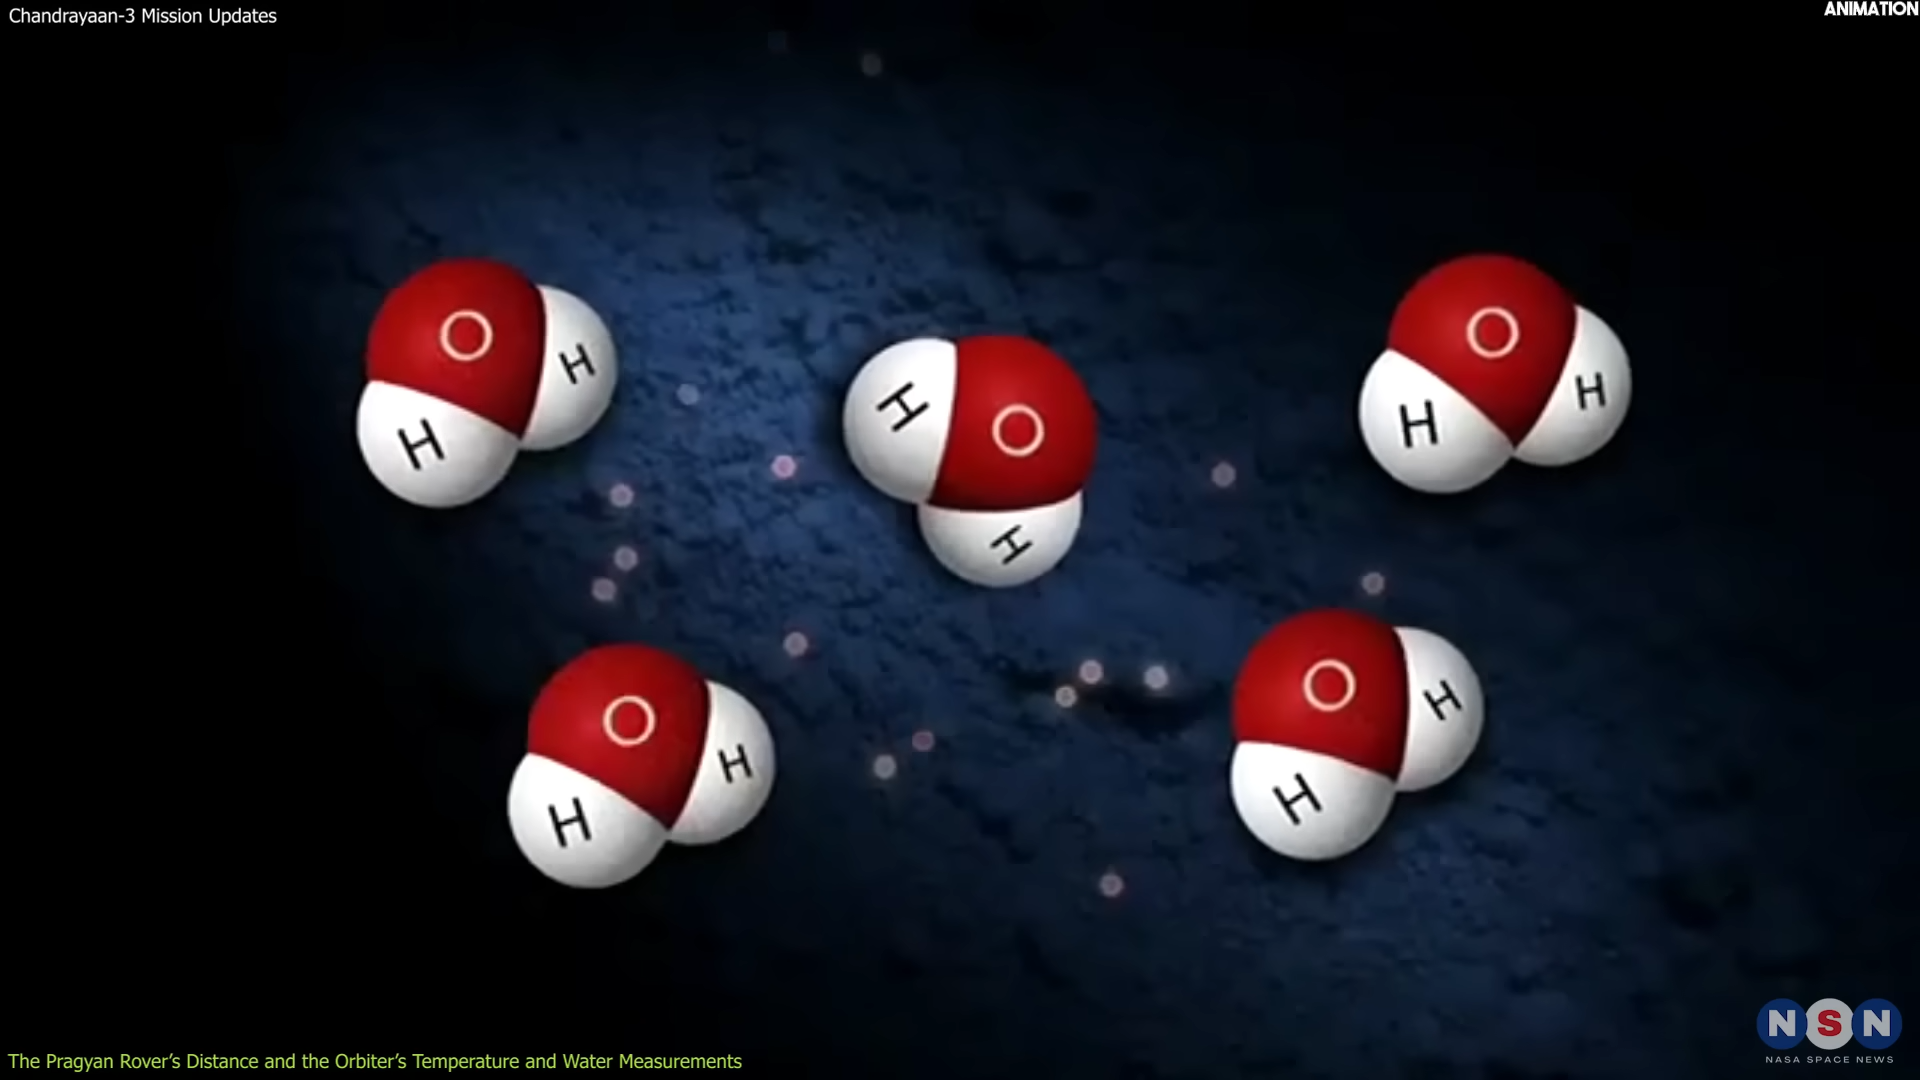 Chandrayaan-3 Mission Updates
ANIMATION
O
H
H
H
O
H
O
H
H
O
H
H
O
H
H
The Pragyan Rover’s Distance and the Orbiter’s Temperature and Water Measurements
NSN
NASA SPACE NEWS